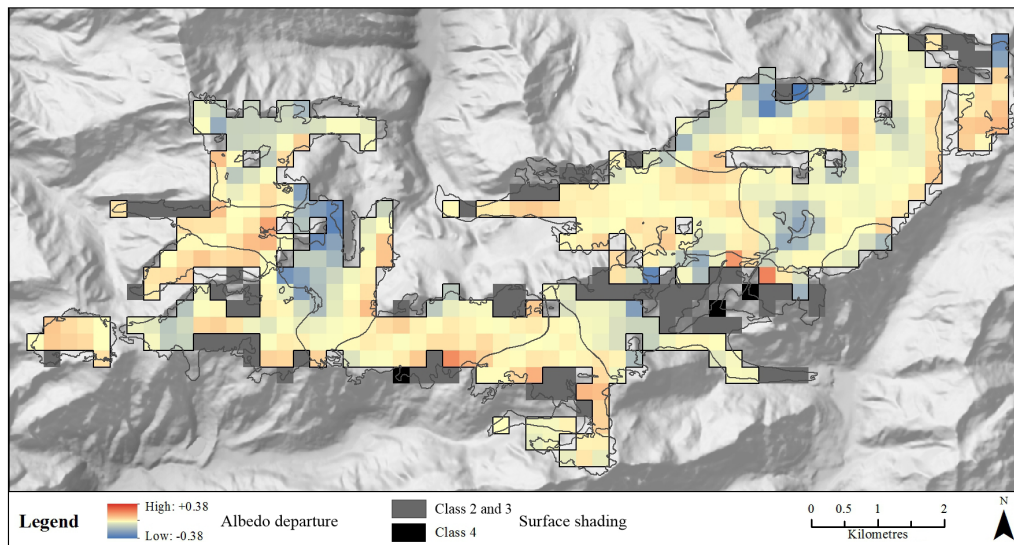 Legend
High: +0.38
Low: -0.38
Albedo departure
Class 2 and 3
Class 4
Surface shading
0 0.5 1 2
Kilometres
N